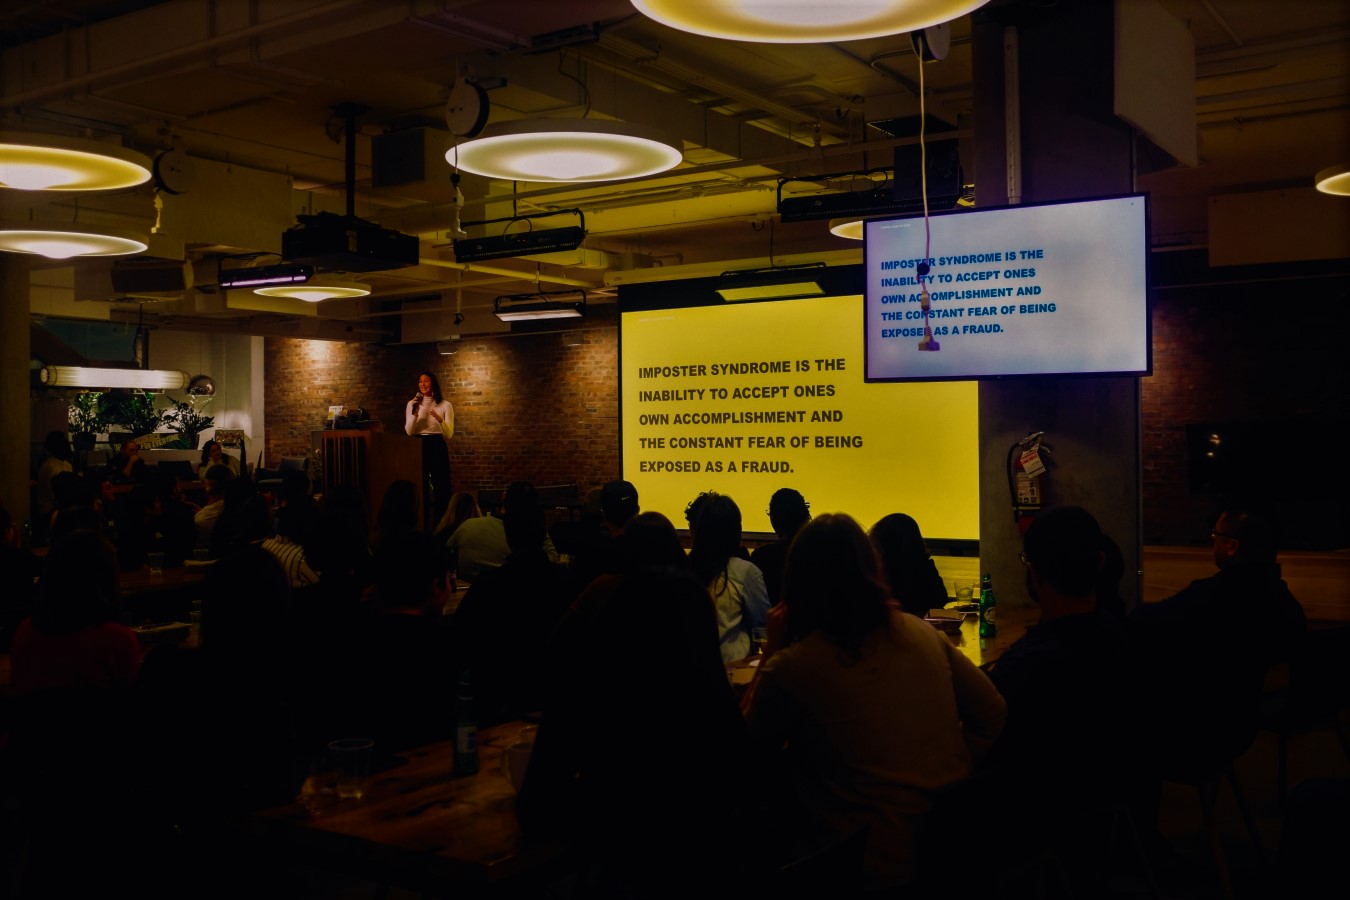 IMPOSTER SYNDROME IS THE
INABILITY TO ACCEPT ONES
OWN ACCOMPLISHMENT AND
THE CONSTANT FEAR OF BEING
EXPOSED AS A FRAUD.
IMPOSTER SYNDROME IS THE
INABILITY TO ACCEPT ONES
OWN ACCOMPLISHMENT AND
THE CONSTANT FEAR OF BEING
EXPOSED AS A FRAUD.